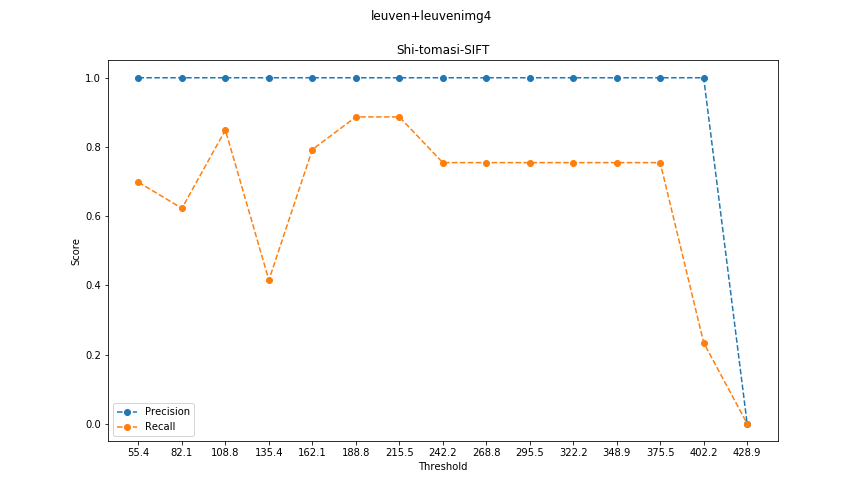 leuven+leuvenimg4
Shi-tomasi-SIFT
1.0
0.8
0.6
0.4
0.2
0.0
Score
Precision
Recall
55.4 82.1 108.8 135.4 162.1 188.8 215.5 242.2 268.8 295.5 322.2 348.9 375.5 402.2 428.9
Threshold